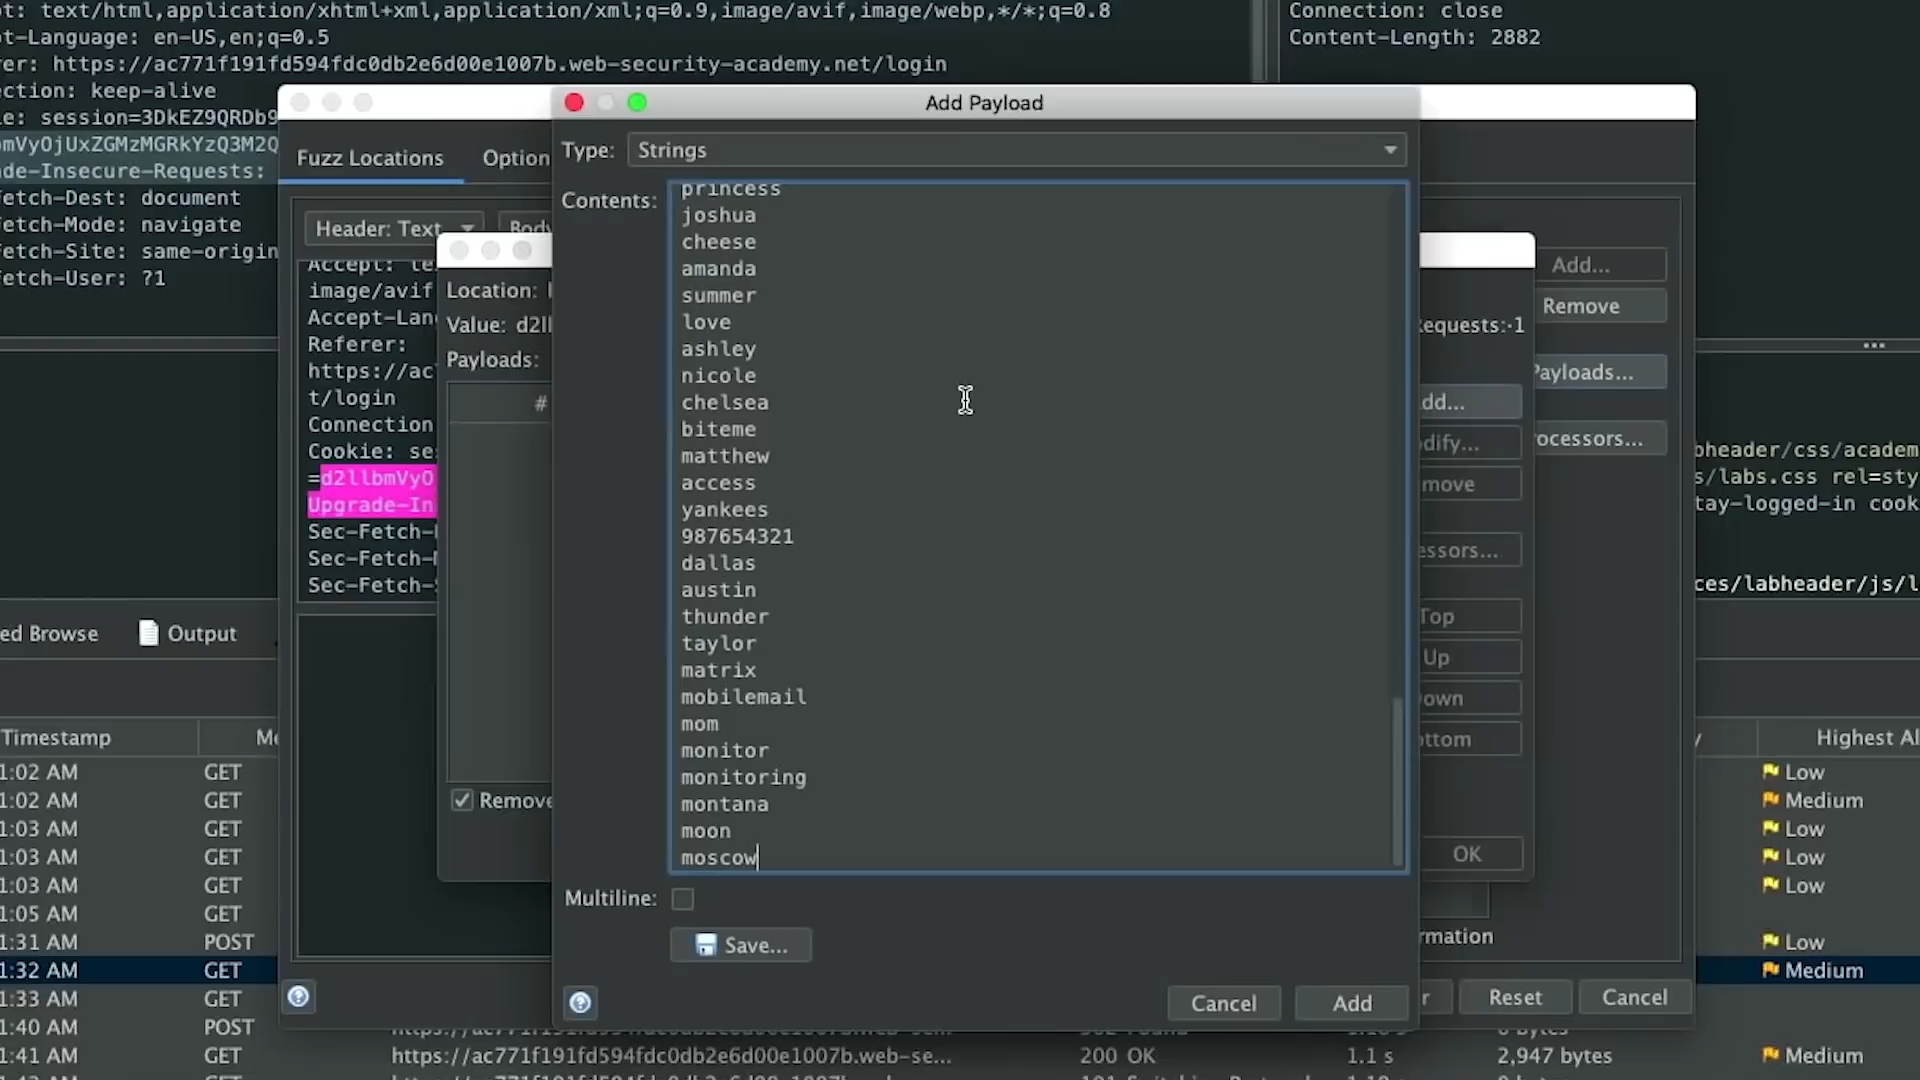 t: text/html,application/xhtml+xml,application/xml;q=0.9,image/avif,image/webp,*/*;q=0.8
t-Language: en-US,en;q=0.5
rer: https://ac771f191fd594fdc0db2e6d00e1007b.web-security-academy.net/login
ection: keep-alive
e: session=3DkEZ9QRDb9
mVyOjUxZGMzMGRkYzQ3M2Q
de-Insecure-Requests:
etch-Dest: document
etch-Mode: navigate
etch-Site: same-origin
etch-User: ?1
Connection: close
Content-Length: 2882
Add Payload
Fuzz Locations
Option
Type: Strings
Contents:
princess
joshua
cheese
amanda
summer
love
ashley
nicole
chelsea
biteme
matthew
access
yankees
987654321
dallas
austin
thunder
taylor
matrix
mobilemail
mom
monitor
monitoring
montana
moon
moscow
Multiline:
Save...
Cancel
Add
Header: Text
Body
Accept: te
image/avif
Accept-Lan
Referer:
https://ac
t/login
Connection
Cookie: se
=d2llbmVyO
Upgrade-In
Sec-Fetch-
Sec-Fetch-
Sec-Fetch-
Location:
Value: d2ll
Payloads:
#
Remove
equests: 1
dd...
dify...
move
essors...
Top
Up
own
ottom
OK
Add...
Remove
Payloads...
rocessors...
rmation
r
Reset
Cancel
bheader/css/academ
s/labs.css rel=sty
tay-logged-in cook
ces/labheader/js/l
ed Browse
Output
Timestamp
Me
y
Highest Al
1:02 AM GET Low
1:02 AM GET Medium
1:03 AM GET Low
1:03 AM GET Low
1:03 AM GET Low
1:05 AM GET
1:31 AM POST Low
1:32 AM GET Medium
1:33 AM GET
1:40 AM POST
1:41 AM GET https://ac771f191fd594fdc0db2e6d00e1007b.web-se... 200 OK 1.1 s 2,947 bytes Medium